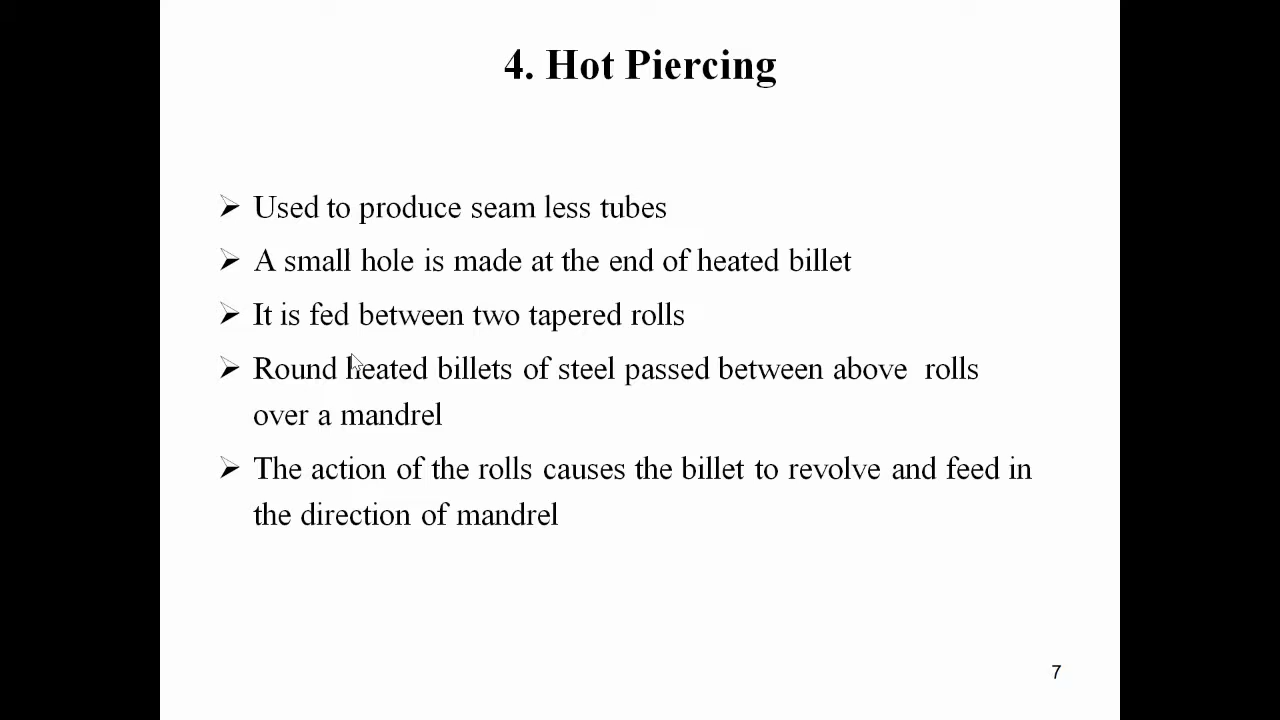 4. Hot Piercing
➢ Used to produce seam less tubes
➢ A small hole is made at the end of heated billet
➢ It is fed between two tapered rolls
➢ Round heated billets of steel passed between above rolls
over a mandrel
➢ The action of the rolls causes the billet to revolve and feed in
the direction of mandrel
7